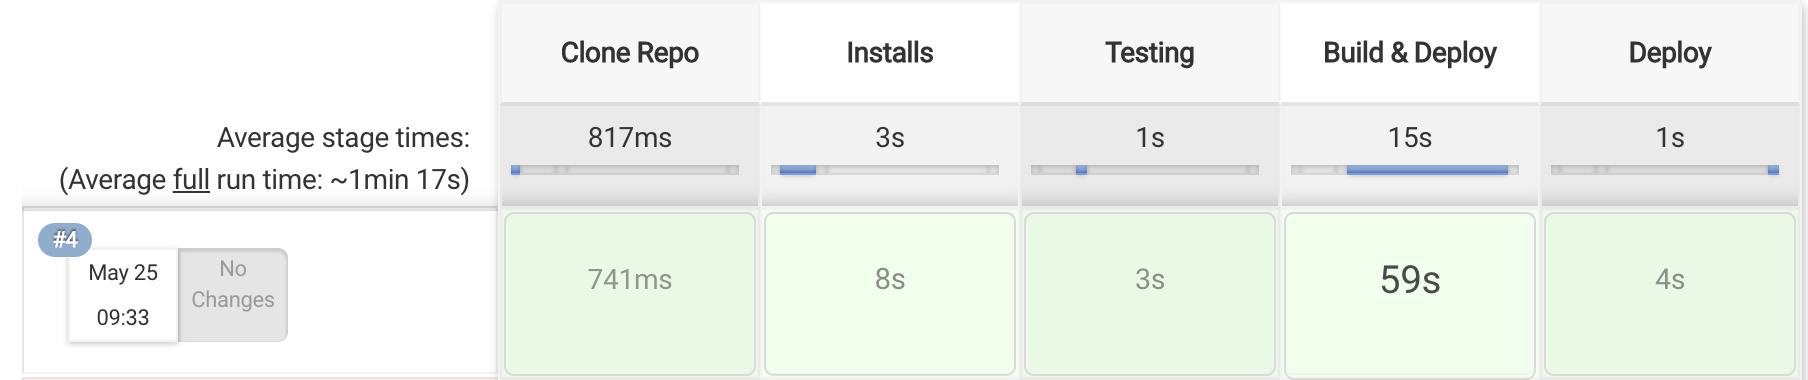 Clone Repo Installs Testing Build & Deploy Deploy
Average stage times: 817ms 3s 1s 15s 1s
(Average full run time: ~1min 17s)
#4
May 25 No
Changes
09:33
741ms 8s 3s 59s 4s